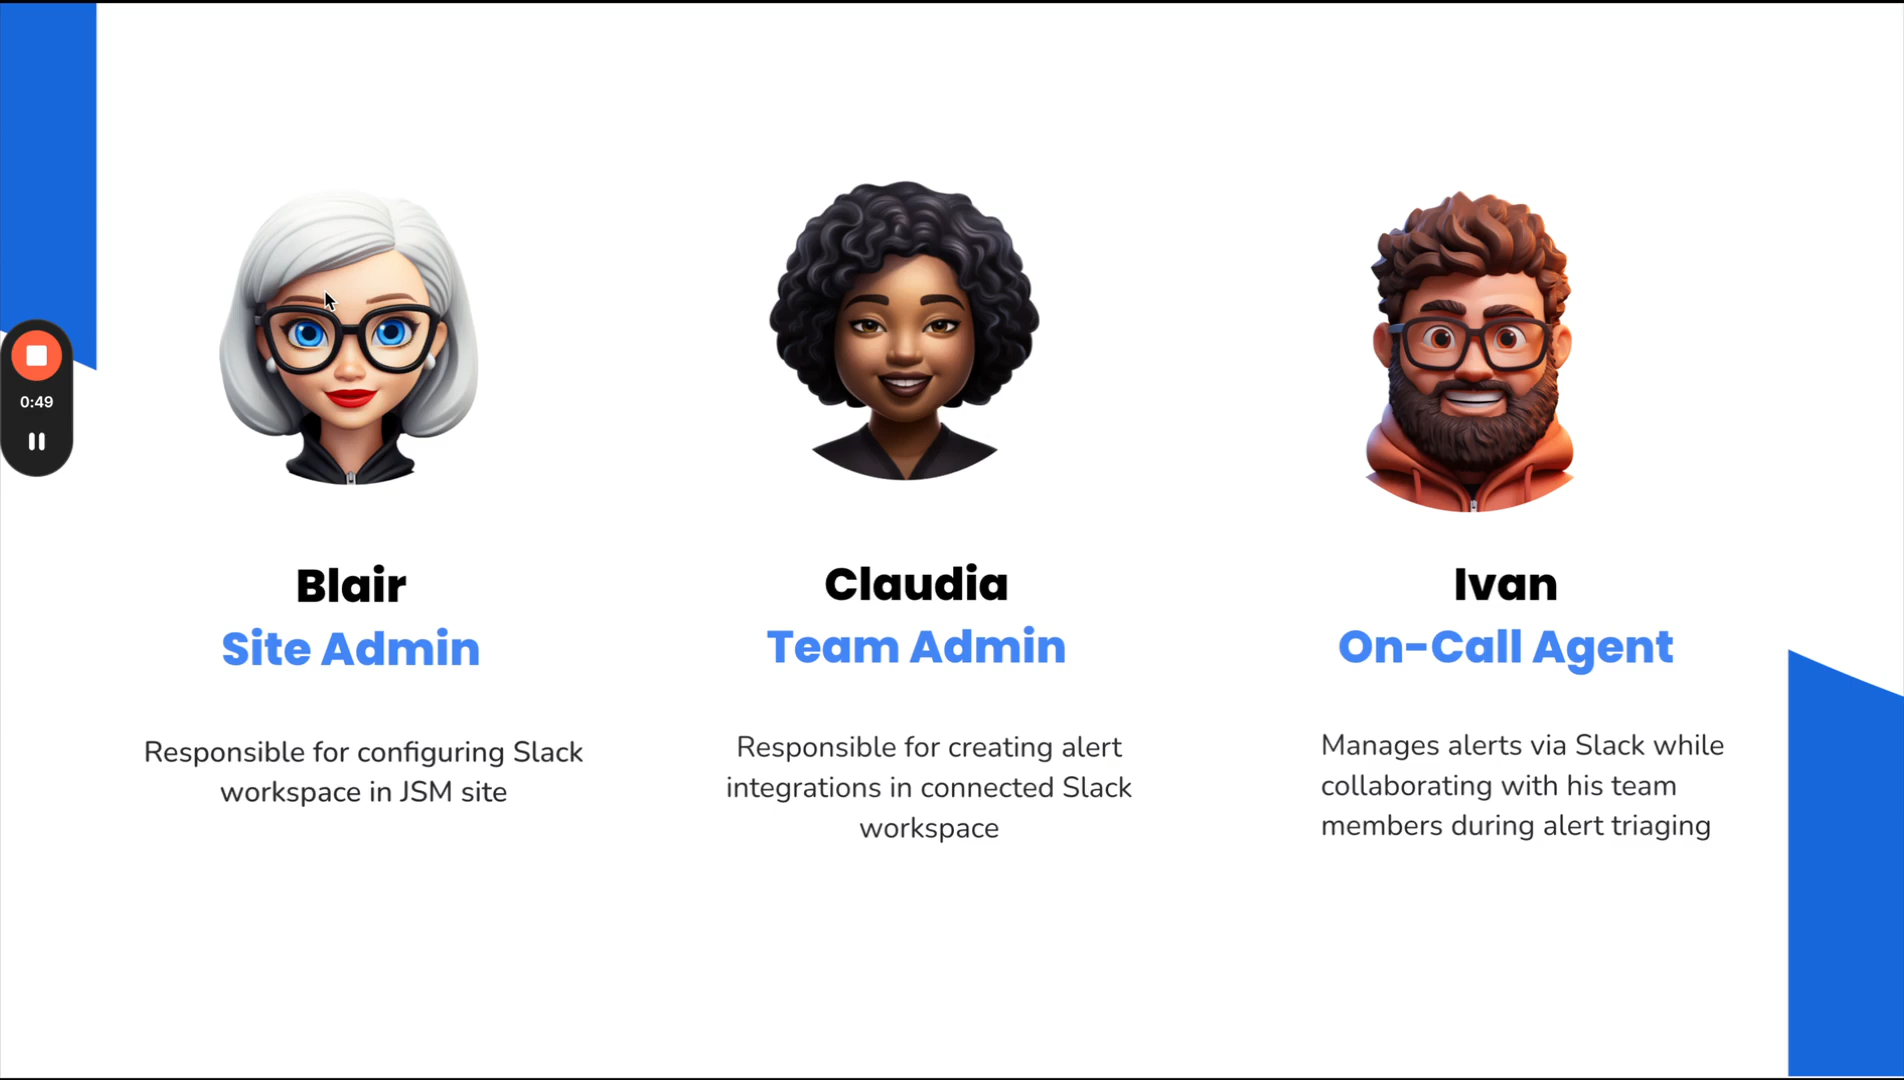 0:49
Blair
Site Admin
Responsible for configuring Slack
workspace in JSM site
Claudia
Team Admin
Responsible for creating alert
integrations in connected Slack
workspace
Ivan
On-Call Agent
Manages alerts via Slack while
collaborating with his team
members during alert triaging